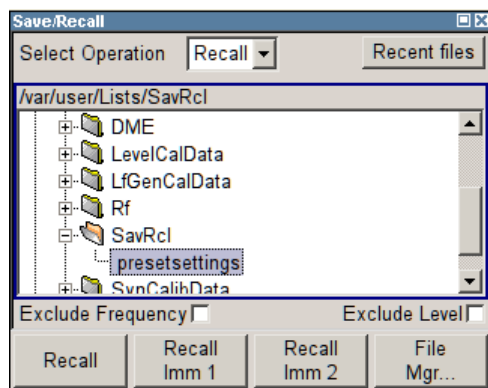 Save/Recall
Select Operation Recall Recent files
/var/user/Lists/SavRcl
DME
LevelCalData
LfGenCalData
Rf
SavRcl
presetsettings
SynCalibData
Exclude Frequency Exclude Level
Recall Recall Imm 1 Recall Imm 2 File Mgr...